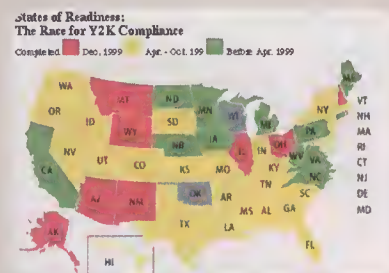 States of Readiness:
The Race for Y2K Compliance
Completed Dec. 1999 Apr. - Oct. 199 Before Apr. 1999
WA
MT
ND
MN
ME
VT
OR
ID
WY
SD
WI
MI
NY
NH
NV
UT
CO
NB
IA
IL
IN
OH
PA
MA
CA
KS
MO
KY
WV
VA
RI
AZ
NM
OK
AR
TN
NC
CT
TX
LA
MS
AL
GA
SC
NJ
AK
HI
FL
DE
MD